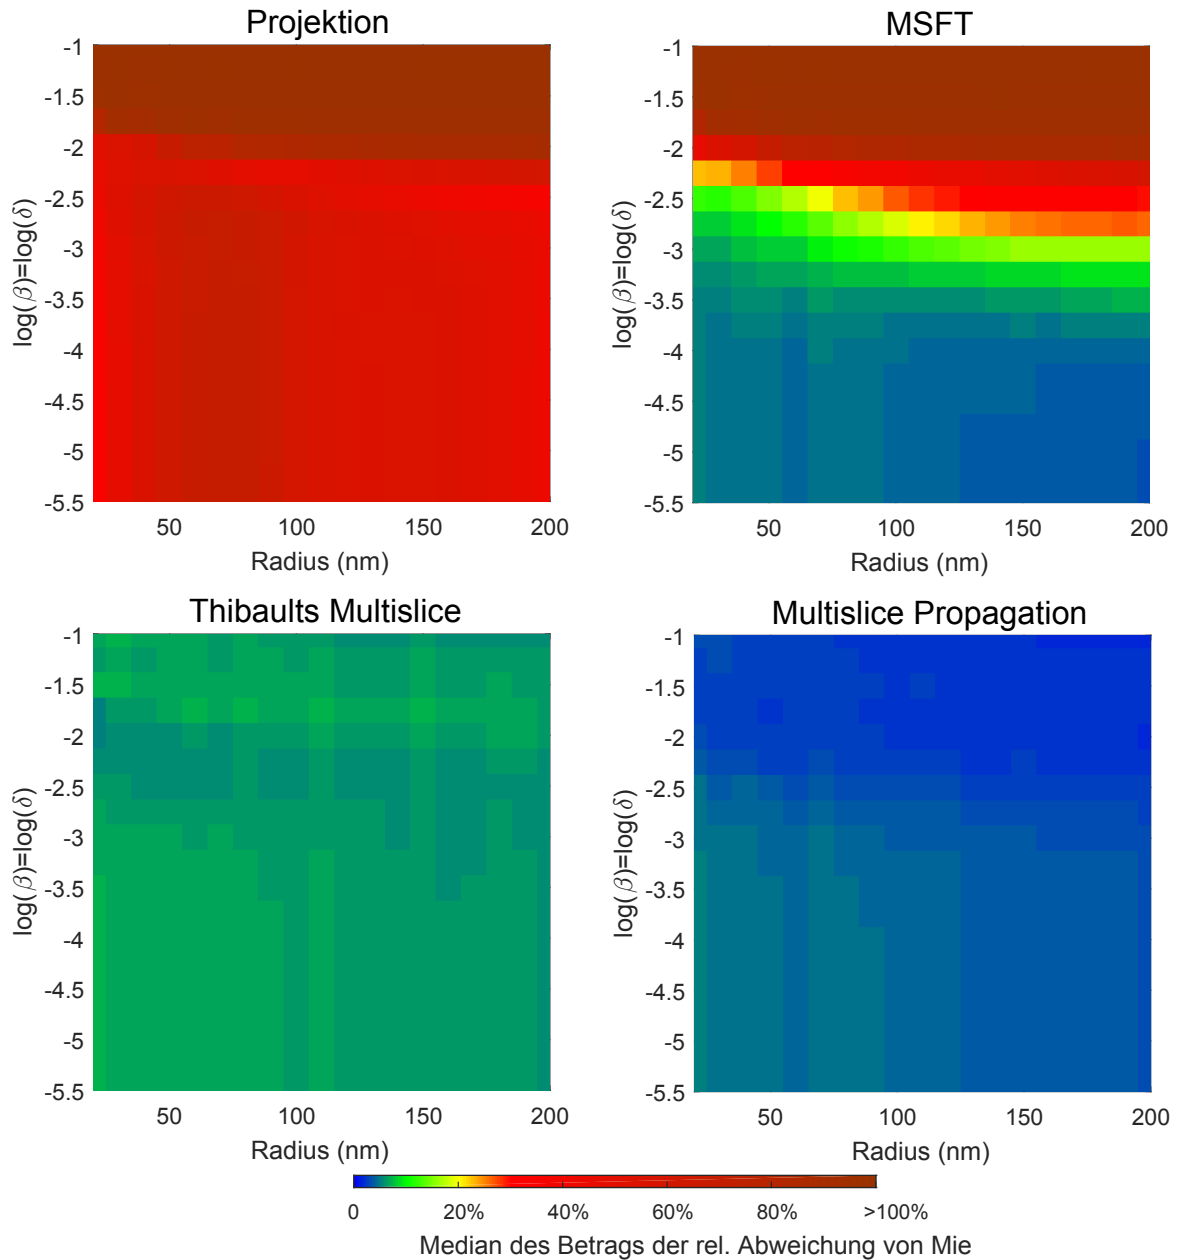 Projektion
-1
-1.5
-2
-2.5
-3
-3.5
-4
-4.5
-5
-5.5
log(β)=log(δ)
50 100 150 200
Radius (nm)
MSFT
-1
-1.5
-2
-2.5
-3
-3.5
-4
-4.5
-5
-5.5
log(β)=log(δ)
50 100 150 200
Radius (nm)
Thibaults Multislice
-1
-1.5
-2
-2.5
-3
-3.5
-4
-4.5
-5
-5.5
log(β)=log(δ)
50 100 150 200
Radius (nm)
Multislice Propagation
-1
-1.5
-2
-2.5
-3
-3.5
-4
-4.5
-5
-5.5
log(β)=log(δ)
50 100 150 200
Radius (nm)
0 20% 40% 60% 80% >100%
Median des Betrags der rel. Abweichung von Mie